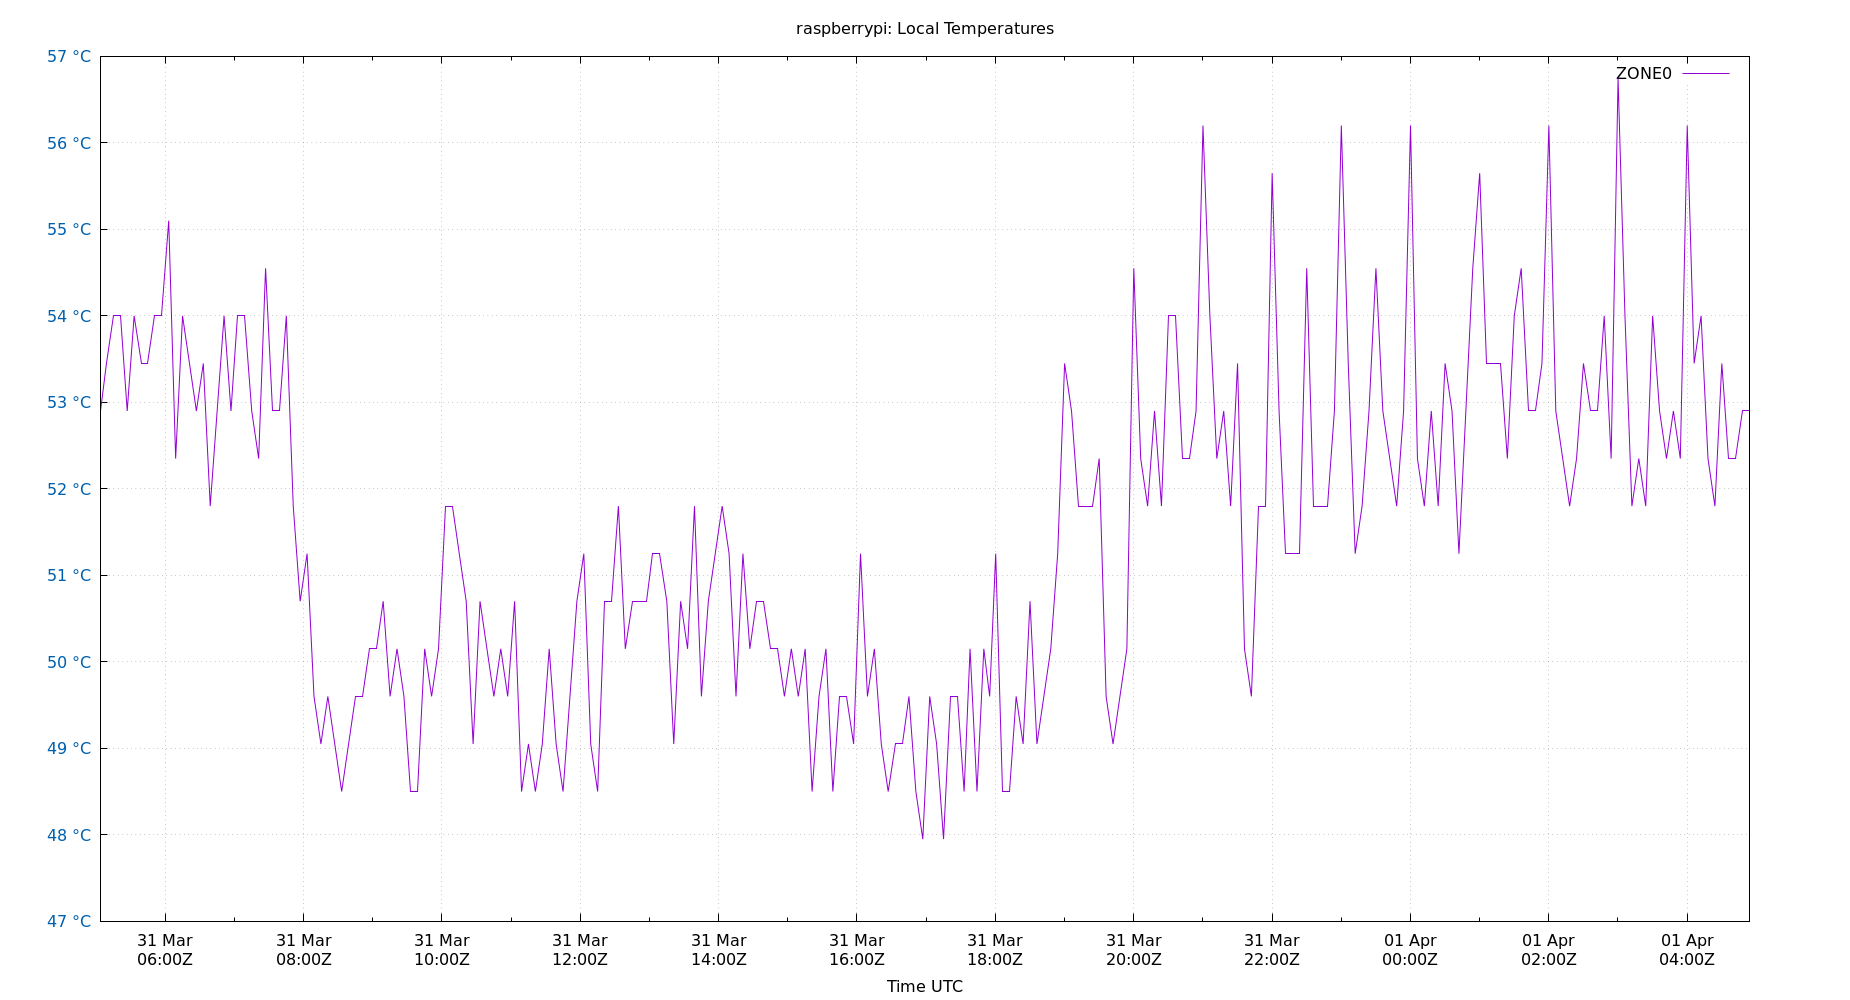 raspberrypi: Local Temperatures
57 °C
ZONE0
56 °C
55 °C
54 °C
53 °C
52 °C
51 °C
50 °C
49 °C
48 °C
47 °C
31 Mar 31 Mar 31 Mar 31 Mar 31 Mar 31 Mar 31 Mar 31 Mar 31 Mar 01 Apr 01 Apr 01 Apr
06:00Z 08:00Z 10:00Z 12:00Z 14:00Z 16:00Z 18:00Z 20:00Z 22:00Z 00:00Z 02:00Z 04:00Z
Time UTC